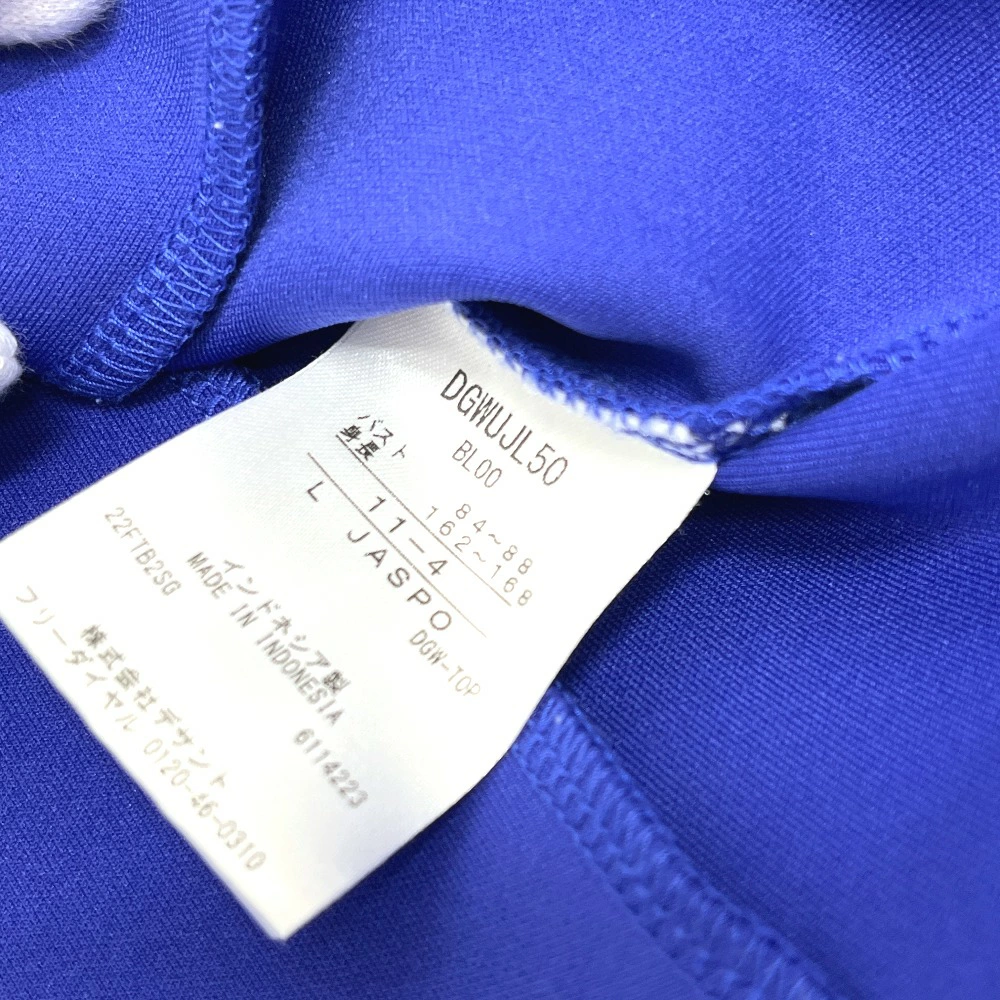 DGWUJL50
BL00
バスト 84~88
身長 162~168
11-4
L JASPO
DGW-TOP
22FTB2SG
インドネシア製
MADE IN INDONESIA
6114223
株式会社デサント
フリーダイヤル 0120-46-0310